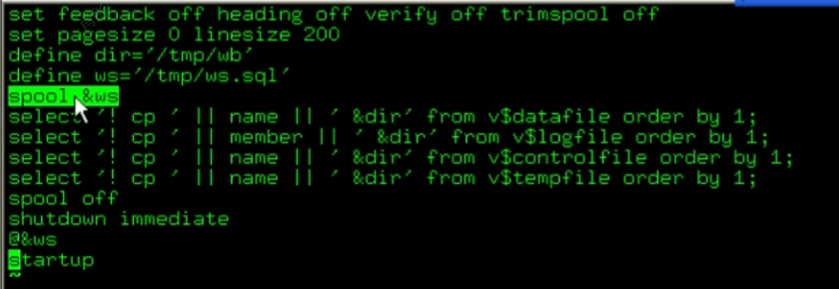 set feedback off heading off verify off trimspool off
set pagesize 0 linesize 200
define dir='/tmp/wb'
define ws='/tmp/ws.sql'
spool &ws
select '! cp ' || name || ' &dir' from v$datafile order by 1;
select '! cp ' || member || ' &dir' from v$logfile order by 1;
select '! cp ' || name || ' &dir' from v$controlfile order by 1;
select '! cp ' || name || ' &dir' from v$tempfile order by 1;
spool off
shutdown immediate
@&ws
startup
~